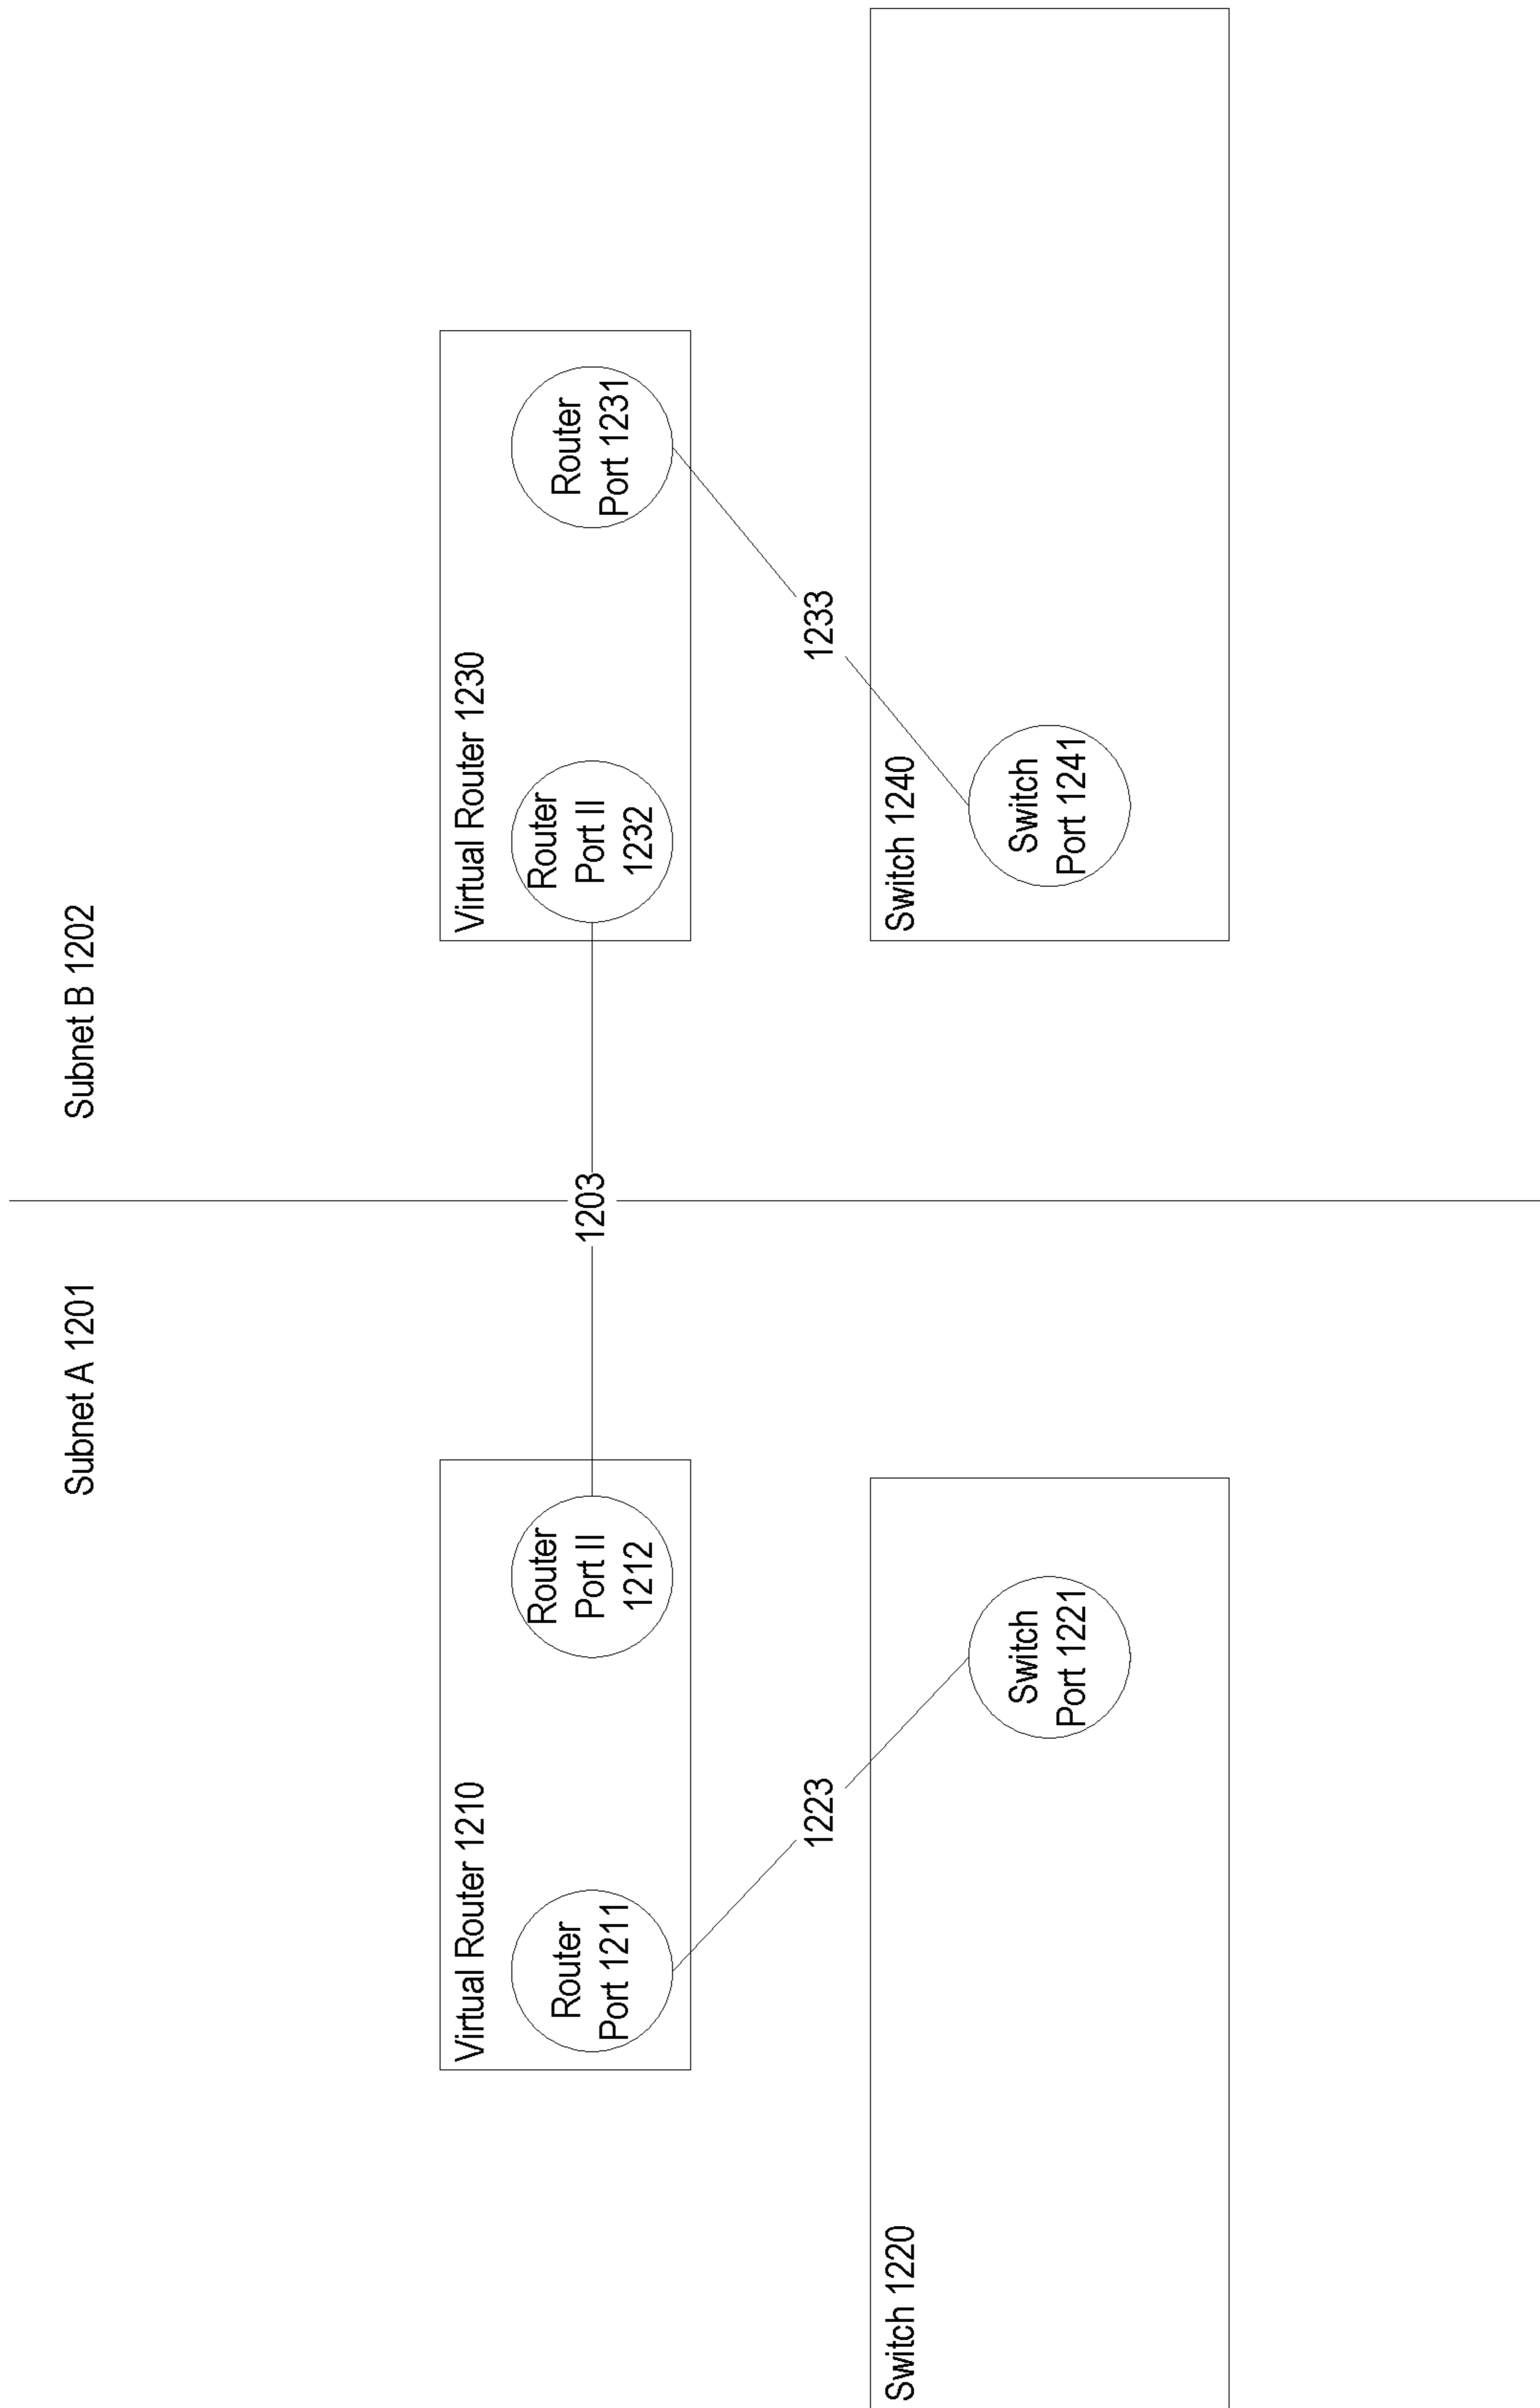 Subnet A 1201
Subnet B 1202
Virtual Router 1210
Router
Port 1211
Router
Port II
1212
1203
Virtual Router 1230
Router
Port II
1232
Router
Port 1231
1223
1233
Switch 1220
Switch
Port 1221
Switch 1240
Switch
Port 1241